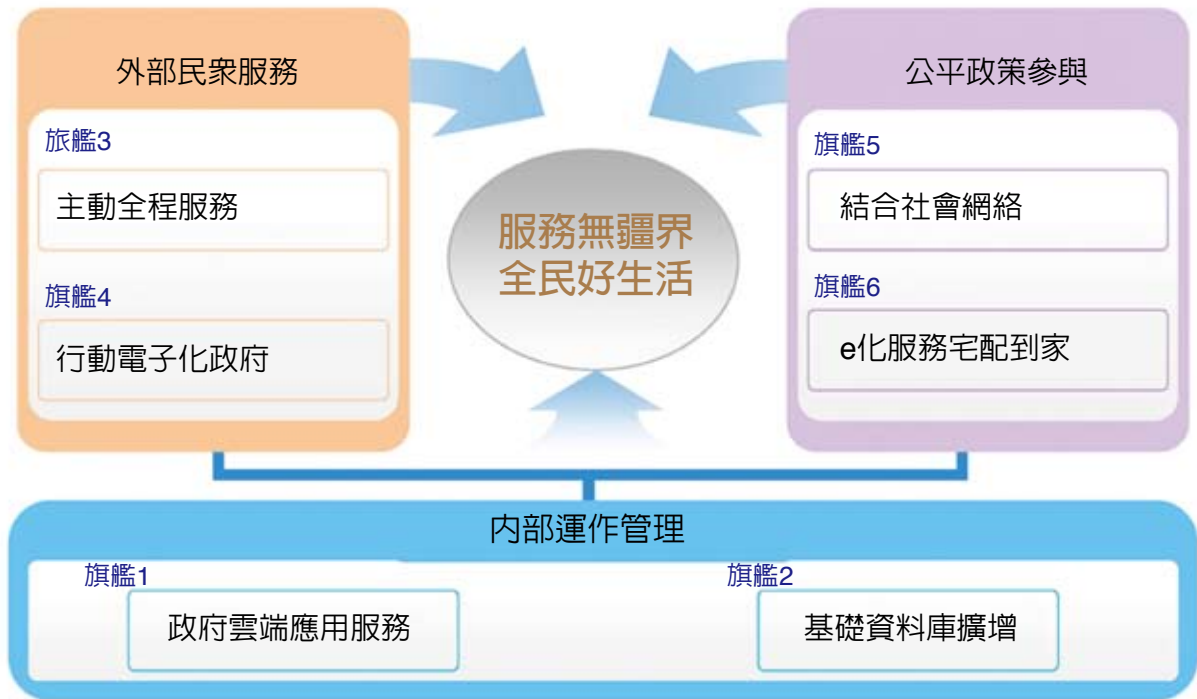 外部民衆服務
旅艦3
主動全程服務
旗艦4
行動電子化政府
服務無疆界
全民好生活
公平政策參與
旗艦5
結合社會網絡
旗艦6
e化服務宅配到家
内部運作管理
旗艦1
政府雲端應用服務
旗艦2
基礎資料庫擴增